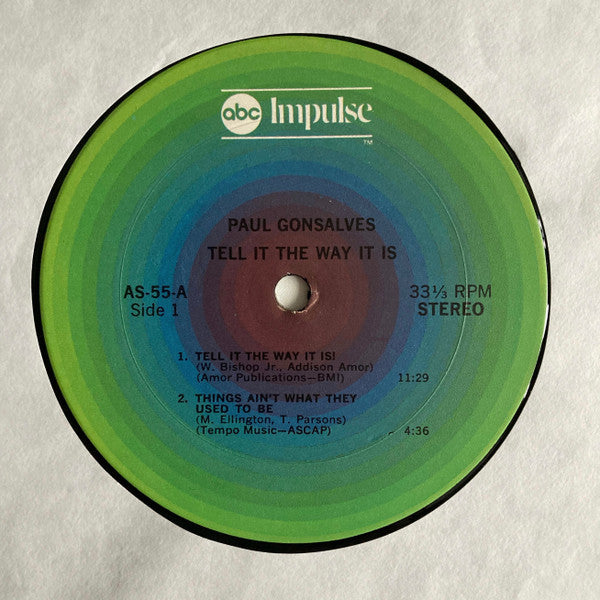 abc Impulse
TM
PAUL GONSALVES
TELL IT THE WAY IT IS
AS-55-A
Side 1
33⅓ RPM
STEREO
1. TELL IT THE WAY IT IS!
(W. Bishop Jr., Addison Amor)
(Amor Publications—BMI) 11:29
2. THINGS AIN'T WHAT THEY
USED TO BE
(M. Ellington, T. Parsons)
(Tempo Music—ASCAP) 4:36